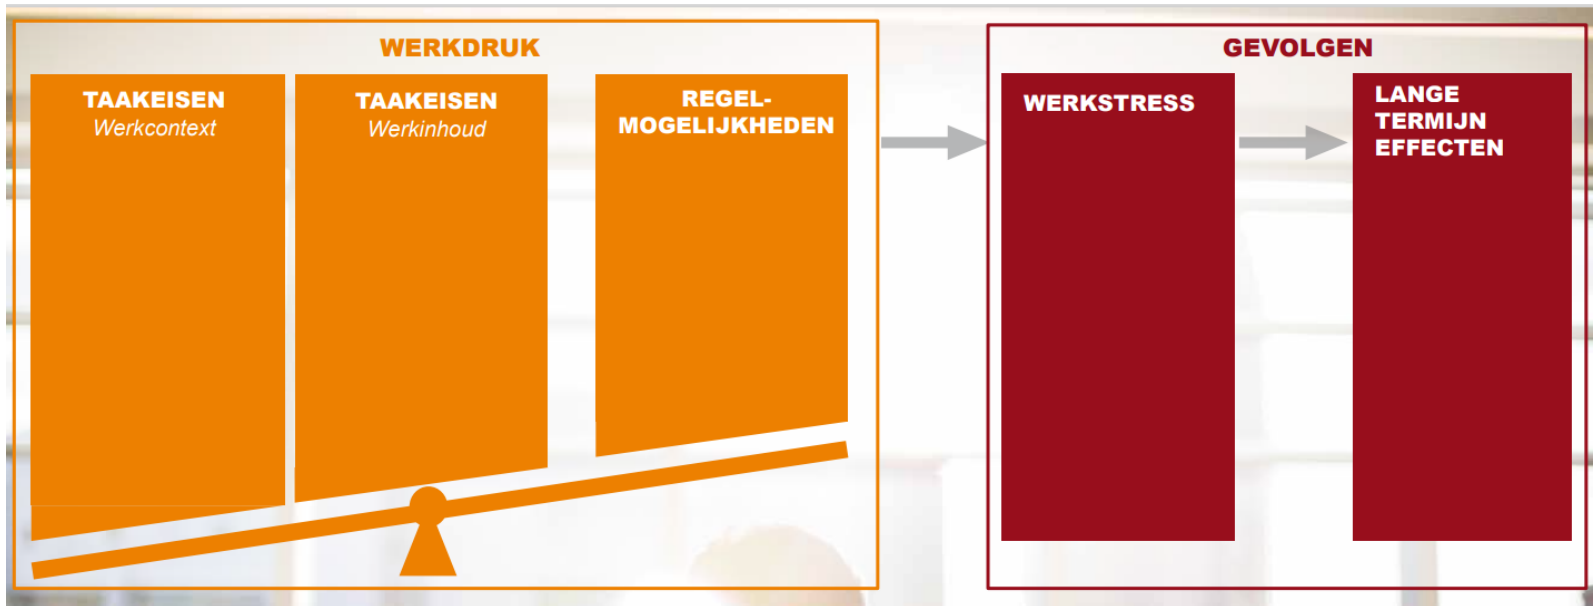 WERKDRUK
TAAKEISEN
Werkcontext
TAAKEISEN
Werkinhoud
REGEL-
MOGELIJKHEDEN
GEVOLGEN
WERKSTRESS
LANGE
TERMIJN
EFFECTEN